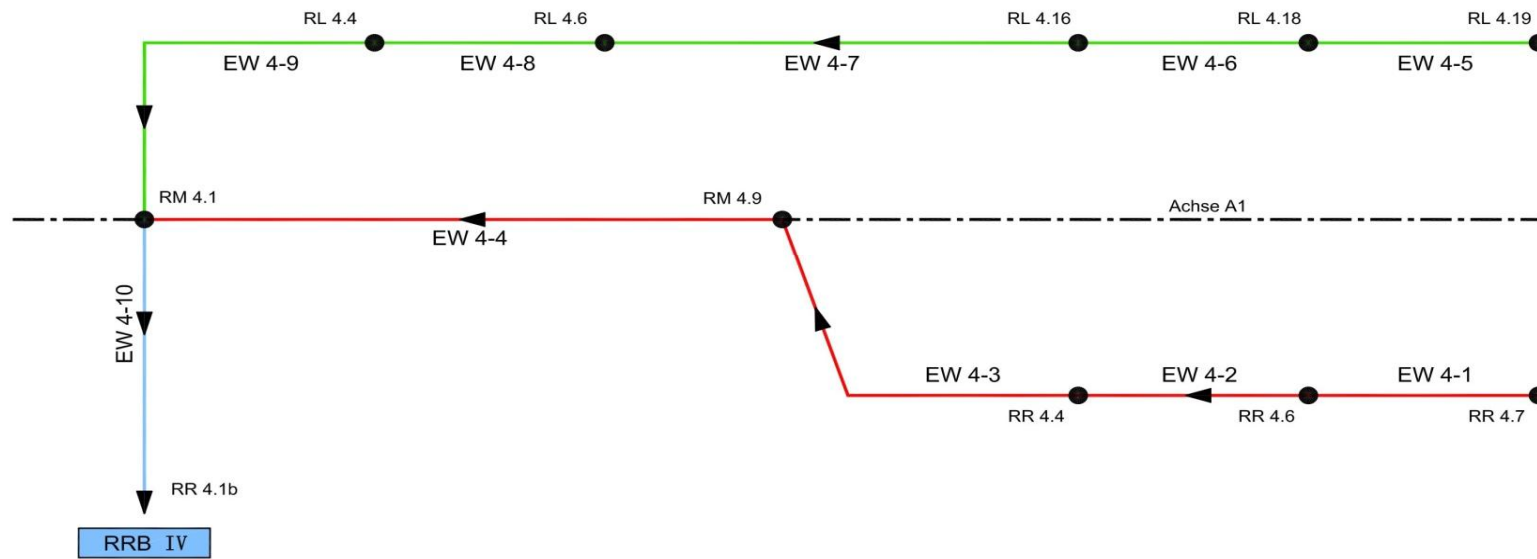 RL 4.4
RL 4.6
RL 4.16
RL 4.18
RL 4.19
EW 4-9
EW 4-8
EW 4-7
EW 4-6
EW 4-5
RM 4.1
RM 4.9
Achse A1
EW 4-4
EW 4-10
EW 4-3
EW 4-2
EW 4-1
RR 4.4
RR 4.6
RR 4.7
RR 4.1b
RRB IV